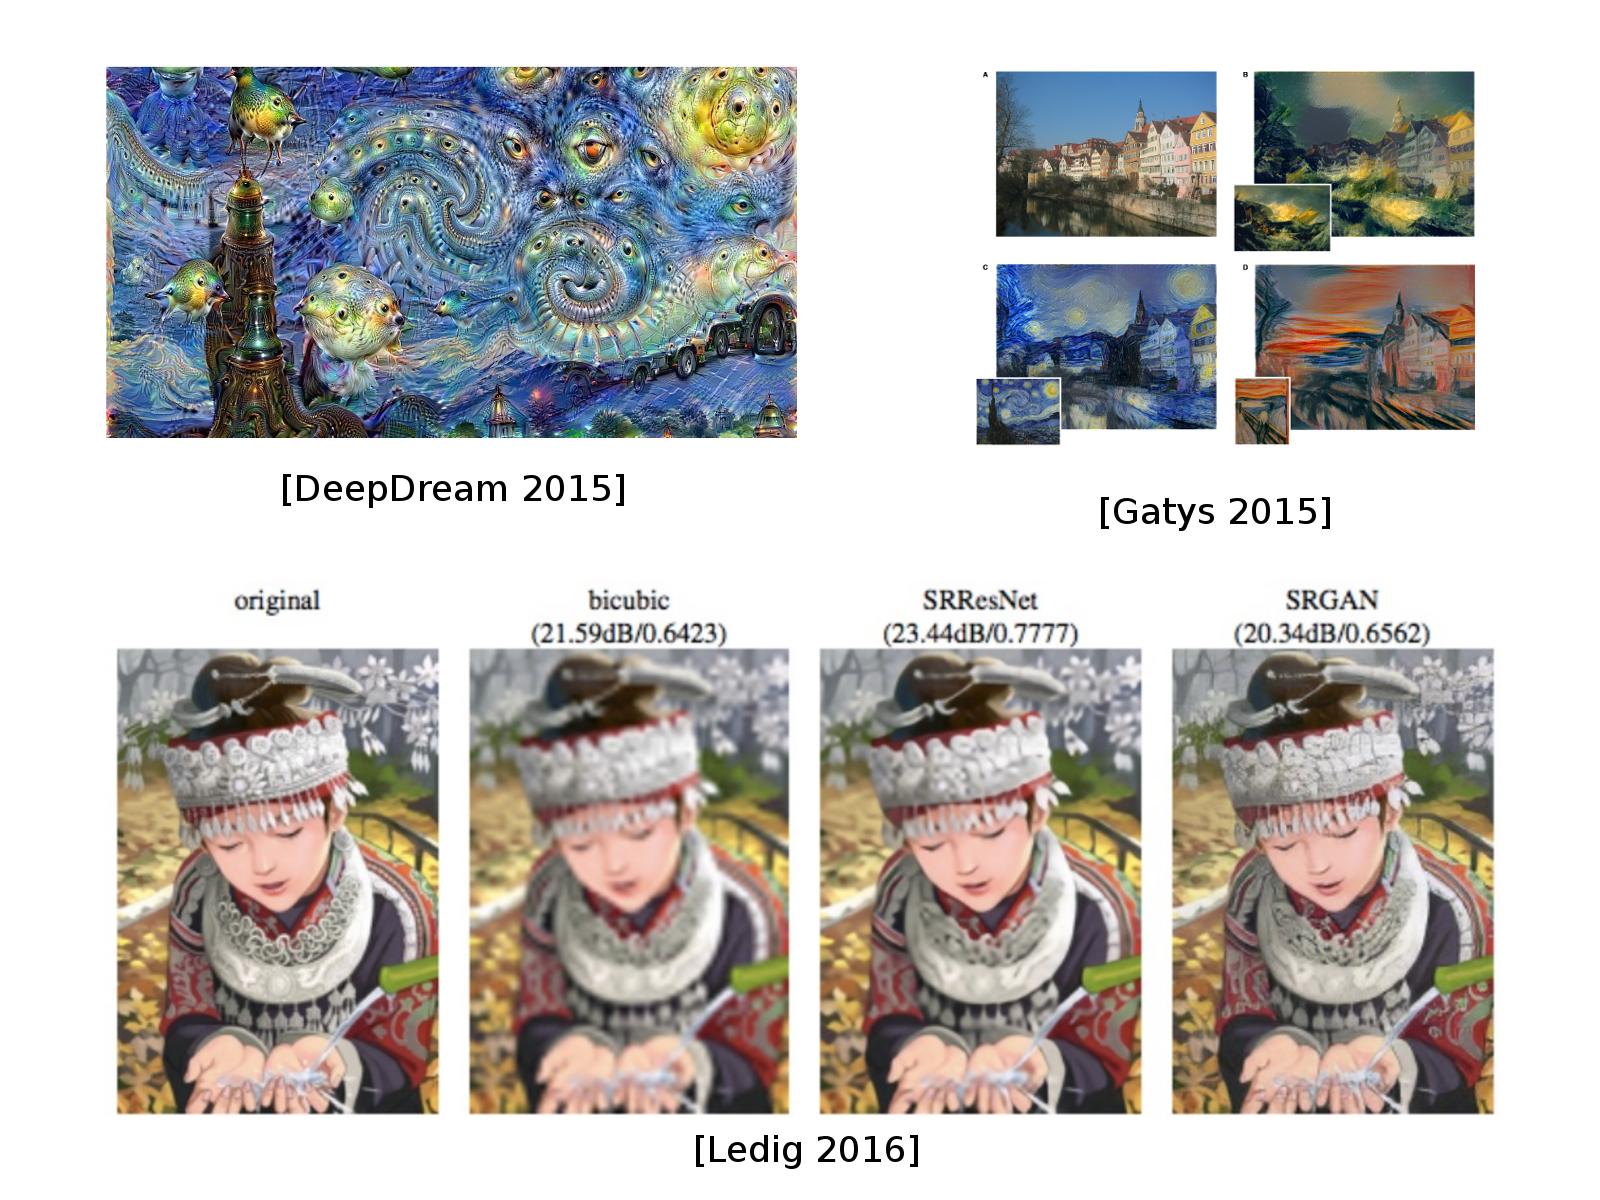 A
B
C
D
[DeepDream 2015]
[Gatys 2015]
original
bicubic
(21.59dB/0.6423)
SRResNet
(23.44dB/0.7777)
SRGAN
(20.34dB/0.6562)
[Ledig 2016]